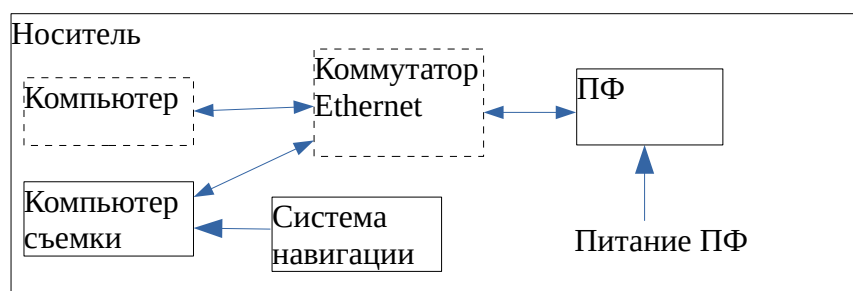 Носитель
Компьютер
Коммутатор
Ethernet
ПФ
Компьютер
съемки
Система
навигации
Питание ПФ